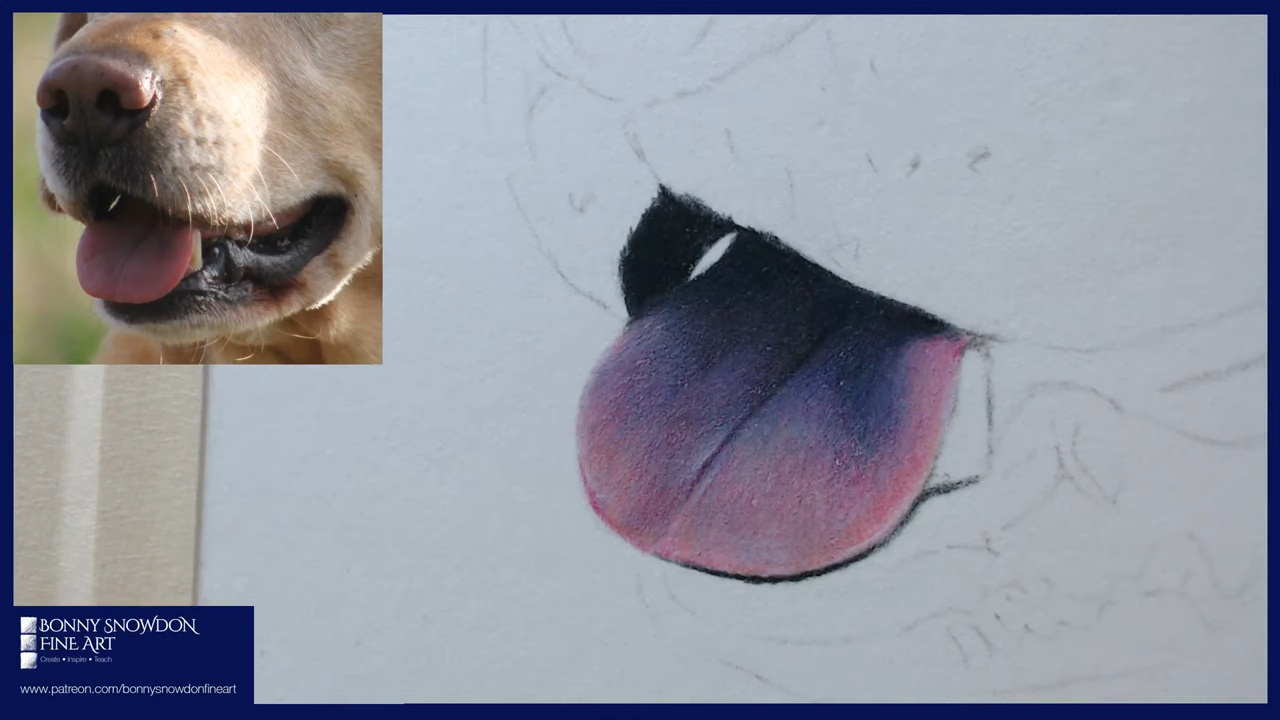 BONNY SNOWDON
FINE ART
Create • Inspire • Teach
www.patreon.com/bonnysnowdonfineart